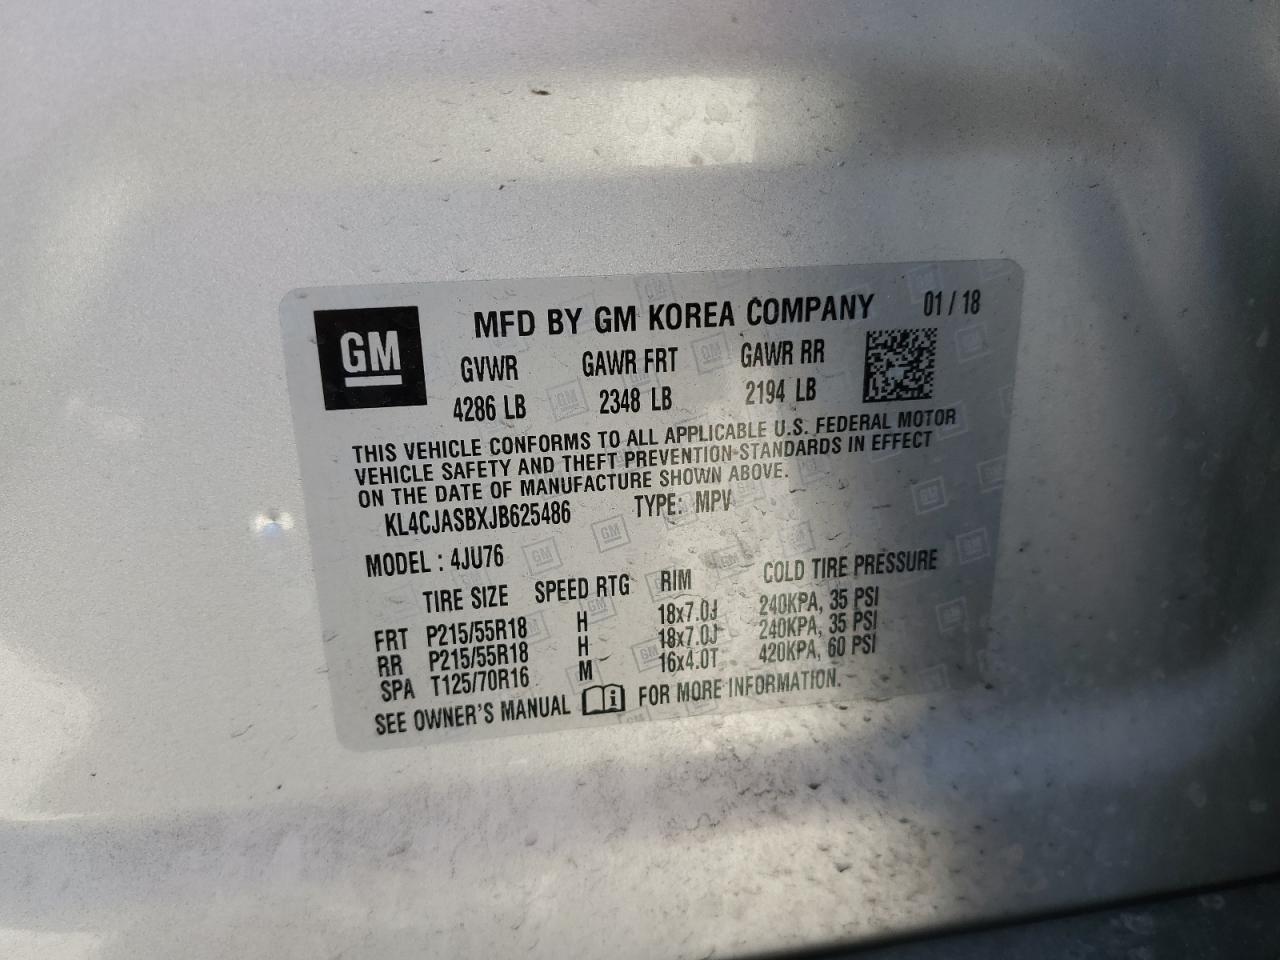 GM
MFD BY GM KOREA COMPANY 01 / 18
GVWR GAWR FRT GAWR RR
4286 LB 2348 LB 2194 LB
THIS VEHICLE CONFORMS TO ALL APPLICABLE U.S. FEDERAL MOTOR
VEHICLE SAFETY AND THEFT PREVENTION STANDARDS IN EFFECT
ON THE DATE OF MANUFACTURE SHOWN ABOVE.
KL4CJASBXJB625486 TYPE: MPV
MODEL : 4JU76
TIRE SIZE SPEED RTG RIM COLD TIRE PRESSURE
FRT P215/55R18 H 18x7.0J 240KPA, 35 PSI
RR P215/55R18 H 18x7.0J 240KPA, 35 PSI
SPA T125/70R16 M 16x4.0T 420KPA, 60 PSI
SEE OWNER'S MANUAL i FOR MORE INFORMATION.